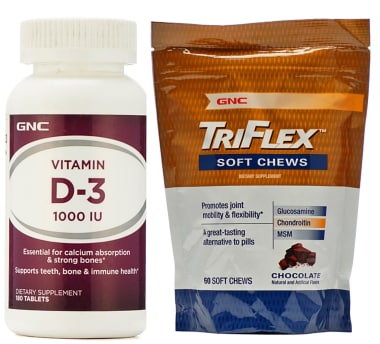 GNC
VITAMIN
D-3
1000 IU
Essential for calcium absorption
& strong bones*
Supports teeth, bone & immune health*
DIETARY SUPPLEMENT
180 TABLETS
GNC
TRIFLEX™
SOFT CHEWS
DIETARY SUPPLEMENT
Promotes joint
mobility & flexibility*
A great-tasting
alternative to pills
Glucosamine
Chondroitin
MSM
CHOCOLATE
Natural and Artificial Flavor
60 SOFT CHEWS